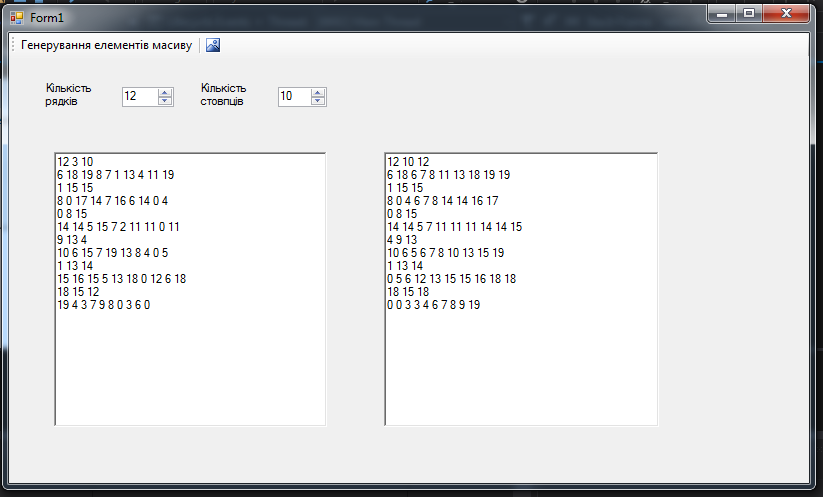 Form1
Генерування елементів масиву
Кількість
рядків
12
Кількість
стовпців
10
12 3 10
6 18 19 8 7 1 13 4 11 19
1 15 15
8 0 17 14 7 16 6 14 0 4
0 8 15
14 14 5 15 7 2 11 11 0 11
9 13 4
10 6 15 7 19 13 8 4 0 5
1 13 14
15 16 15 5 13 18 0 12 6 18
18 15 12
19 4 3 7 9 8 0 3 6 0
12 10 12
6 18 6 7 8 11 13 18 19 19
1 15 15
8 0 4 6 7 8 14 14 16 17
0 8 15
14 14 5 7 11 11 11 14 14 15
4 9 13
10 6 5 6 7 8 10 13 15 19
1 13 14
0 5 6 12 13 15 15 16 18 18
18 15 18
0 0 3 3 4 6 7 8 9 19